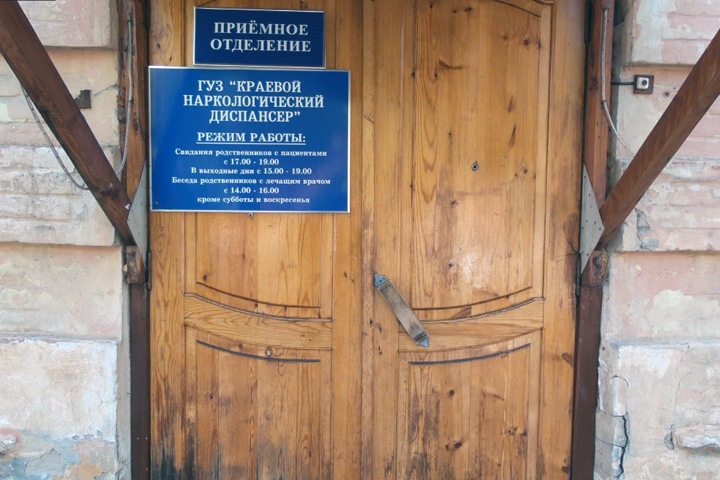 ПРИЁМНОЕ
ОТДЕЛЕНИЕ
ГУЗ “КРАЕВОЙ
НАРКОЛОГИЧЕСКИЙ
ДИСПАНСЕР”
РЕЖИМ РАБОТЫ:
Свидания родственников с пациентами
с 17.00 - 19.00
В выходные дни с 15.00 - 19.00
Беседа родственников с лечащим врачом
с 14.00 - 16.00
кроме субботы и воскресенья